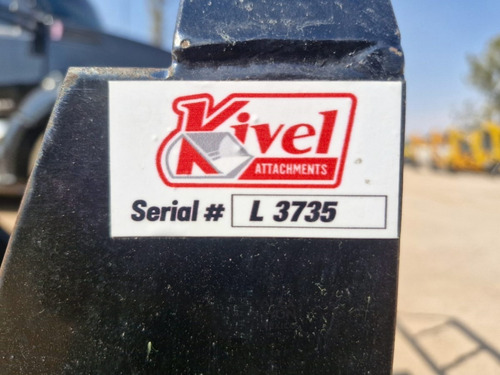 Kivel
ATTACHMENTS
Serial # L 3735